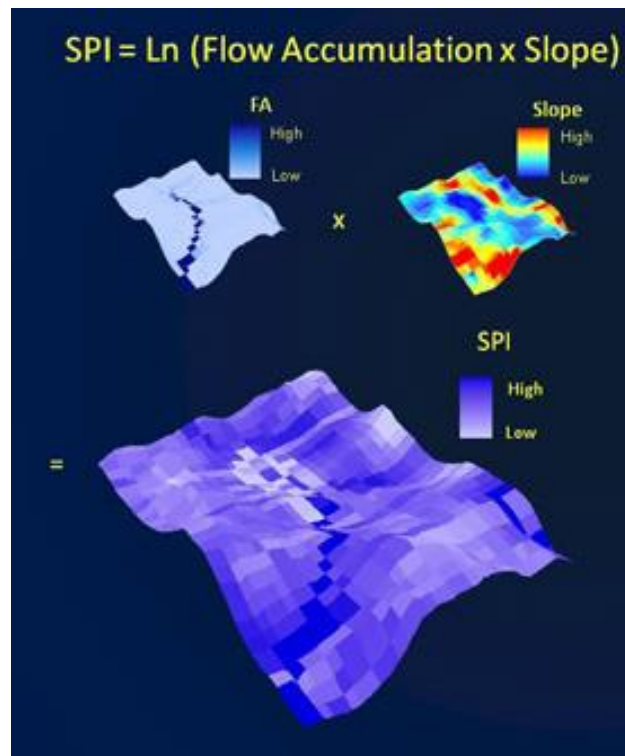 SPI = Ln (Flow Accumulation x Slope)
FA
High
Low
x
Slope
High
Low
SPI
High
Low
=